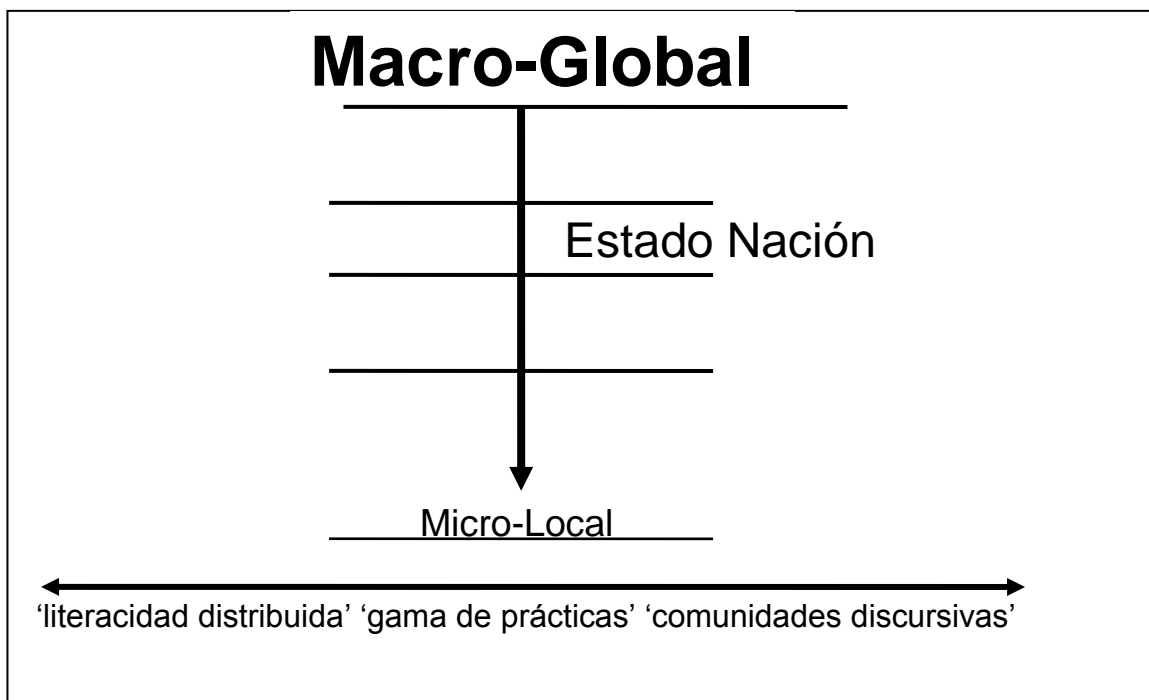 Macro-Global
Estado Nación
Micro-Local
‘literacidad distribuida’ ‘gama de prácticas’ ‘comunidades discursivas’